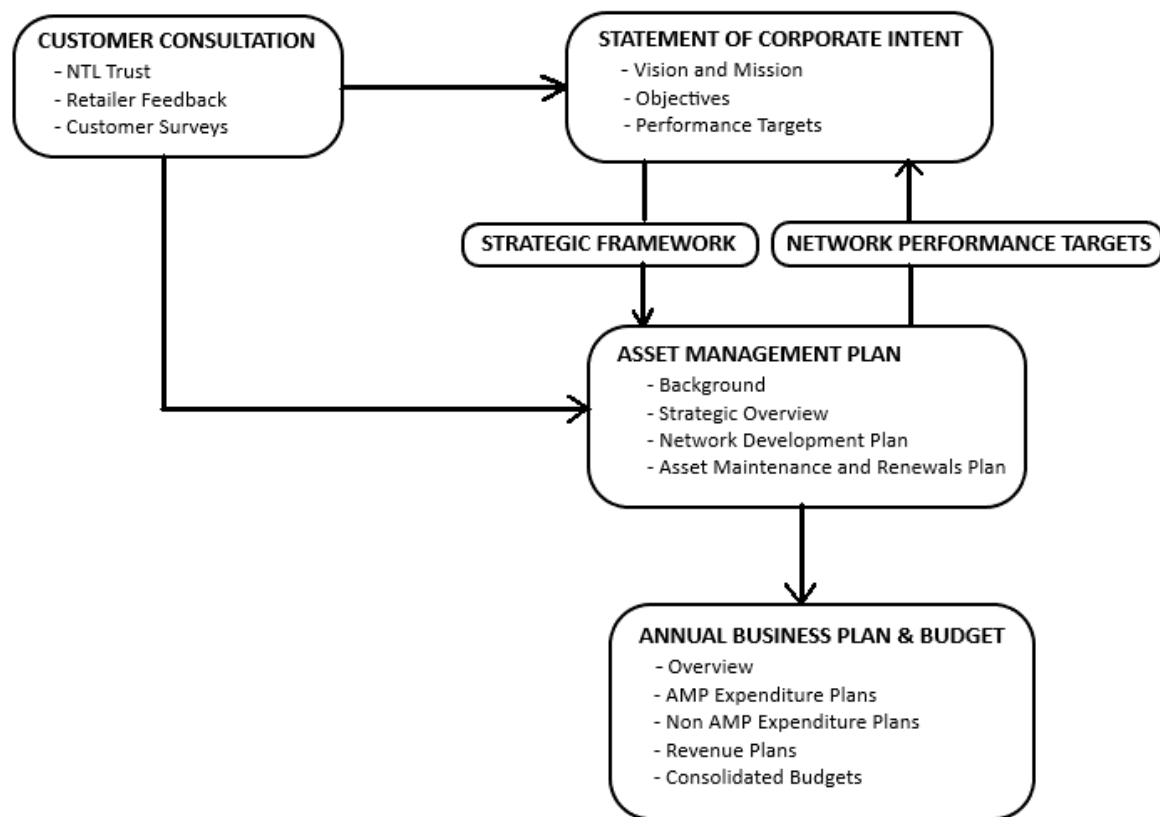 CUSTOMER CONSULTATION
- NTL Trust
- Retailer Feedback
- Customer Surveys
STATEMENT OF CORPORATE INTENT
- Vision and Mission
- Objectives
- Performance Targets
STRATEGIC FRAMEWORK
NETWORK PERFORMANCE TARGETS
ASSET MANAGEMENT PLAN
- Background
- Strategic Overview
- Network Development Plan
- Asset Maintenance and Renewals Plan
ANNUAL BUSINESS PLAN & BUDGET
- Overview
- AMP Expenditure Plans
- Non AMP Expenditure Plans
- Revenue Plans
- Consolidated Budgets